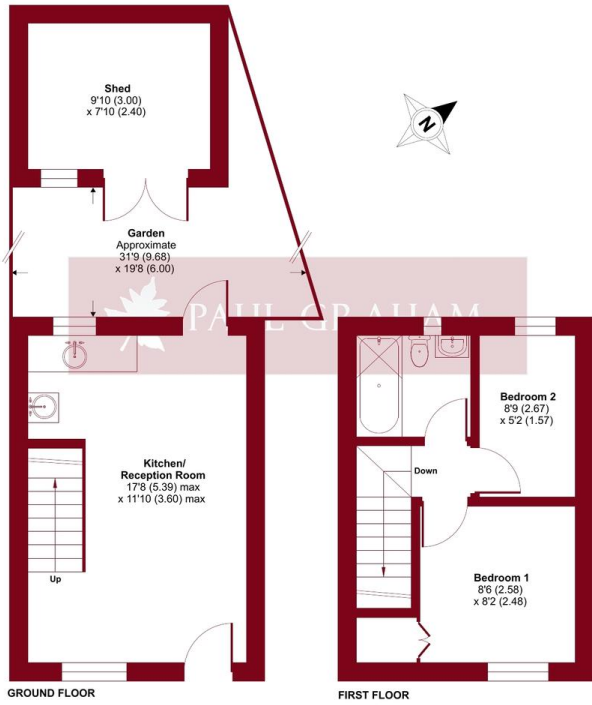 Shed
9'10 (3.00)
x 7'10 (2.40)
N
Garden
Approximate
31'9 (9.68)
x 19'8 (6.00)
PAUL GRAHAM
Kitchen/
Reception Room
17'8 (5.39) max
x 11'10 (3.60) max
Up
GROUND FLOOR
Bedroom 2
8'9 (2.67)
x 5'2 (1.57)
Down
Bedroom 1
8'6 (2.58)
x 8'2 (2.48)
FIRST FLOOR